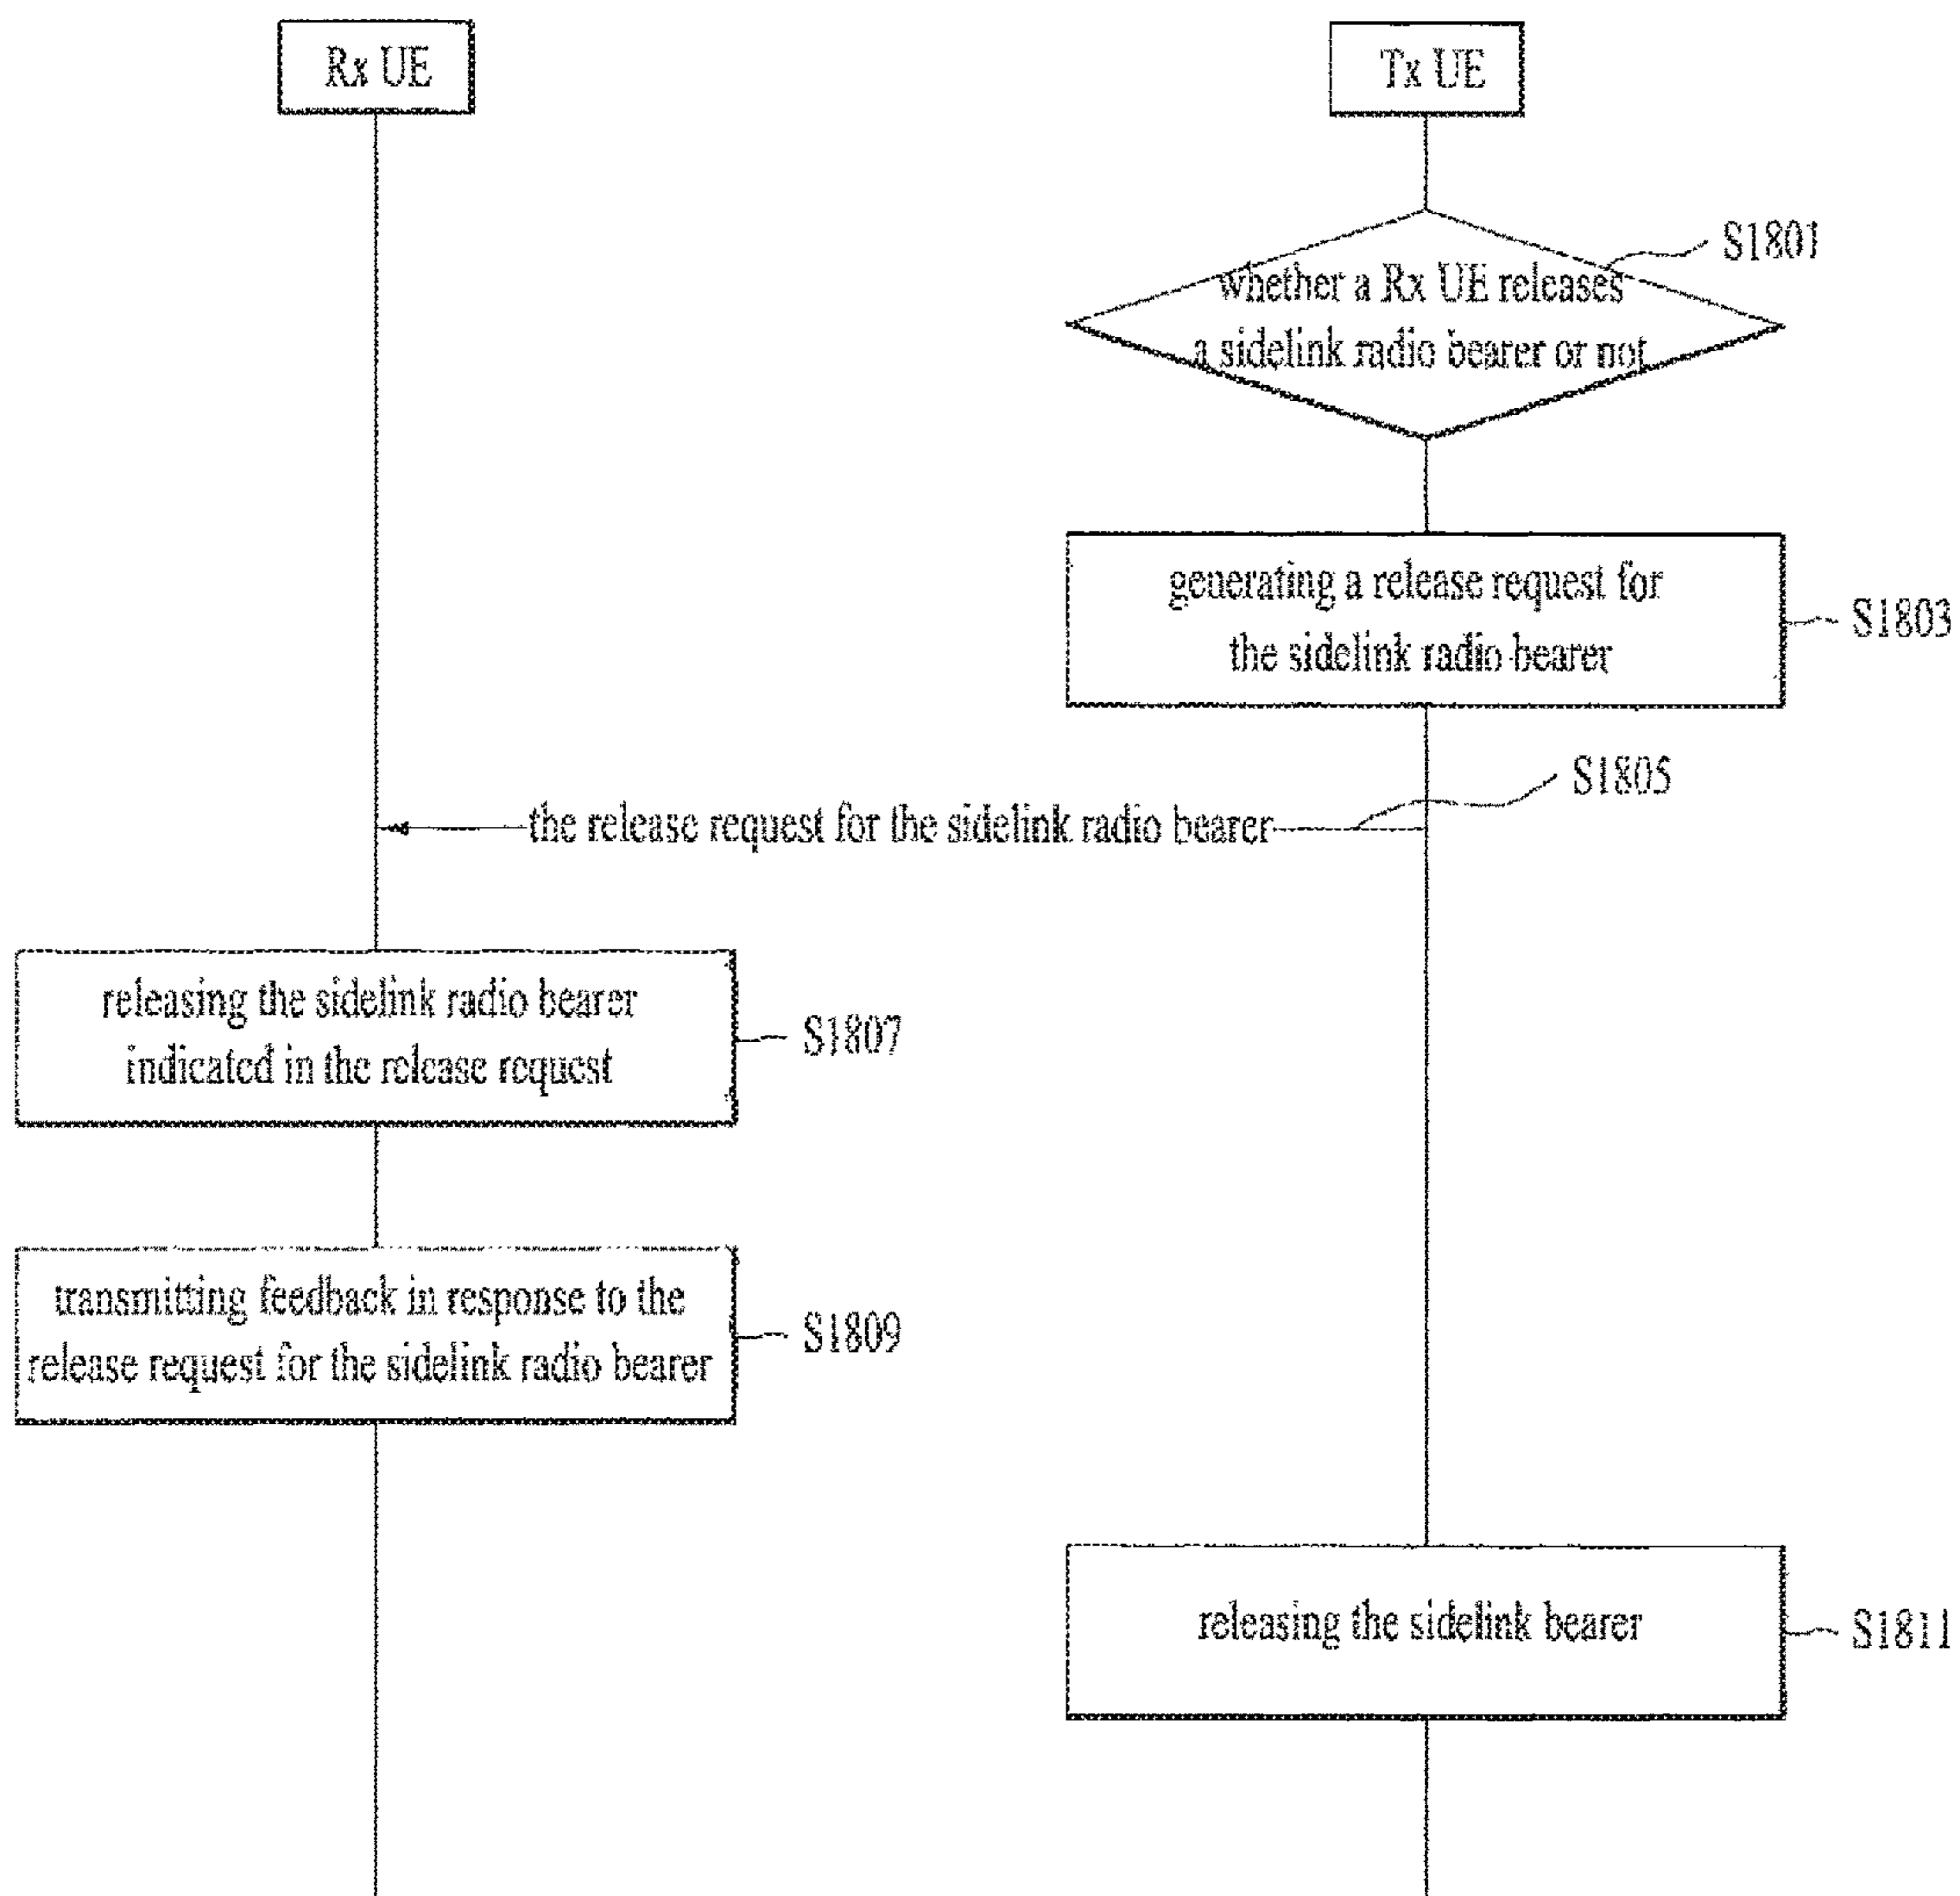 Rx UE
Tx UE
S1801
whether a Rx UE releases
a sidelink radio bearer or not
generating a release request for
the sidelink radio bearer
S1803
S1805
the release request for the sidelink radio bearer
releasing the sidelink radio bearer
indicated in the release request
S1807
transmitting feedback in response to the
release request for the sidelink radio bearer
S1809
releasing the sidelink bearer
S1811